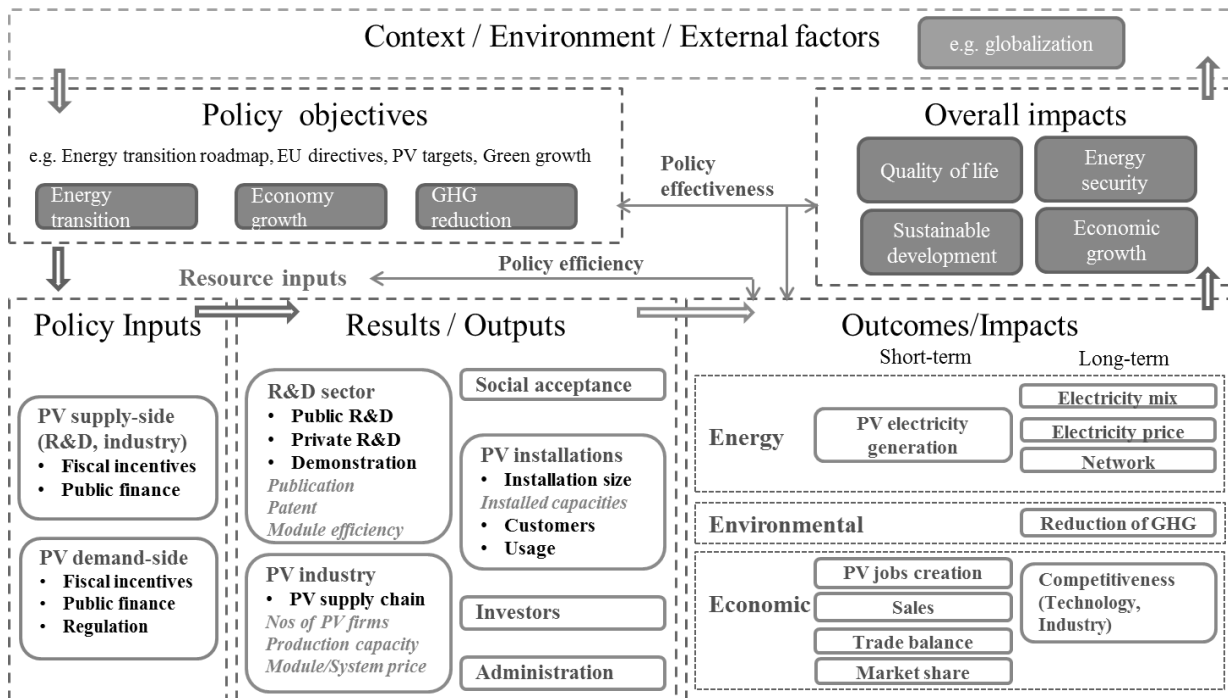 Context / Environment / External factors
e.g. globalization
Policy objectives
e.g. Energy transition roadmap, EU directives, PV targets, Green growth
Energy
transition
Economy
growth
GHG
reduction
Policy
effectiveness
Overall impacts
Quality of life
Energy
security
Sustainable
development
Economic
growth
Resource inputs
Policy efficiency
Policy Inputs
PV supply-side
(R&D, industry)
• Fiscal incentives
• Public finance
PV demand-side
• Fiscal incentives
• Public finance
• Regulation
Results / Outputs
R&D sector
• Public R&D
• Private R&D
• Demonstration
Publication
Patent
Module efficiency
PV industry
• PV supply chain
Nos of PV firms
Production capacity
Module/System price
Social acceptance
PV installations
• Installation size
Installed capacities
• Customers
• Usage
Investors
Administration
Outcomes/Impacts
Short-term
Long-term
Energy
PV electricity
generation
Electricity mix
Electricity price
Network
Environmental
Reduction of GHG
Economic
PV jobs creation
Sales
Trade balance
Market share
Competitiveness
(Technology,
Industry)